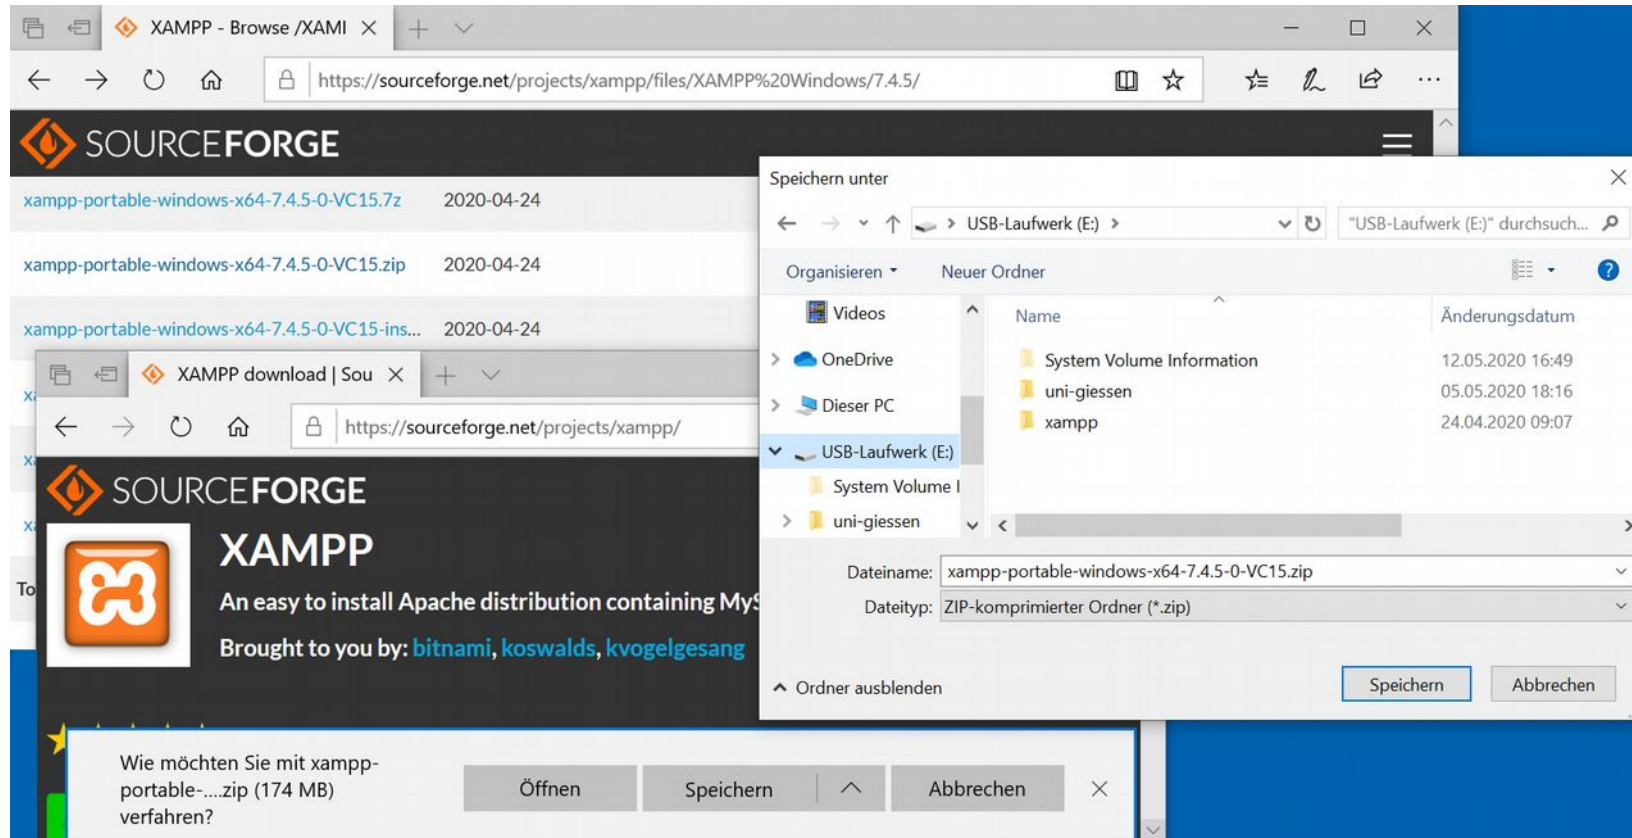 XAMPP - Browse /XAMI
https://sourceforge.net/projects/xampp/files/XAMPP%20Windows/7.4.5/
SOURCEFORGE
xampp-portable-windows-x64-7.4.5-0-VC15.7z 2020-04-24
xampp-portable-windows-x64-7.4.5-0-VC15.zip 2020-04-24
xampp-portable-windows-x64-7.4.5-0-VC15-ins... 2020-04-24
To
XAMPP download | Sou
https://sourceforge.net/projects/xampp/
SOURCEFORGE
XAMPP
An easy to install Apache distribution containing MyS
Brought to you by: bitnami, koswalds, kvogelgesang
Wie möchten Sie mit xampp-
portable-....zip (174 MB)
verfahren?
Öffnen Speichern Abbrechen
Speichern unter
USB-Laufwerk (E:)
"USB-Laufwerk (E:)" durchsuch...
Organisieren Neuer Ordner
Videos
OneDrive
Dieser PC
USB-Laufwerk (E:)
System Volume I
uni-giessen
Name Änderungsdatum
System Volume Information 12.05.2020 16:49
uni-giessen 05.05.2020 18:16
xampp 24.04.2020 09:07
Dateiname: xampp-portable-windows-x64-7.4.5-0-VC15.zip
Dateityp: ZIP-komprimierter Ordner (*.zip)
Ordner ausblenden
Speichern Abbrechen